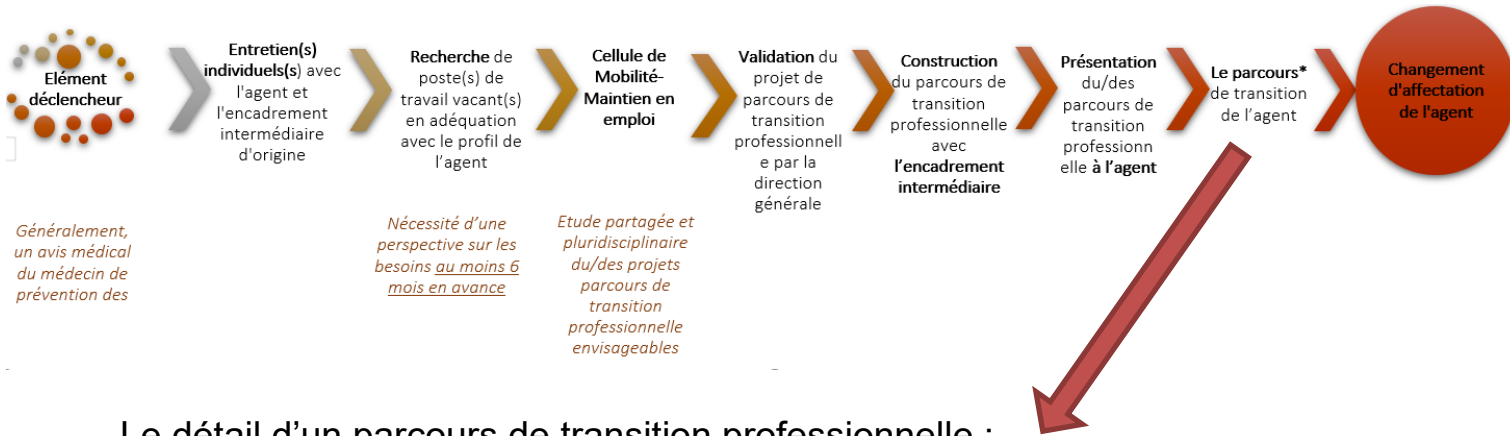 Elément
déclencheur
Entretien(s)
individuels(s) avec
l'agent et
l'encadrement
intermédiaire
d'origine
Recherche de
poste(s) de
travail vacant(s)
en adéquation
avec le profil de
l'agent
Cellule de
Mobilité-
Maintien en
emploi
Validation du
projet de
parcours de
transition
professionnell
e par la
direction
générale
Construction
du parcours de
transition
professionnelle
avec
l'encadrement
intermédiaire
Présentation
du/des
parcours de
transition
professionn
elle à l'agent
Le parcours*
de transition
de l'agent
Changement
d'affectation
de l'agent
Généralement,
un avis médical
du médecin de
prévention des
Nécessité d'une
perspective sur les
besoins au moins 6
mois en avance
Etude partagée et
pluridisciplinaire
du/des projets
parcours de
transition
professionnelle
envisageables
Le détail d'un parcours de transition professionnelle :